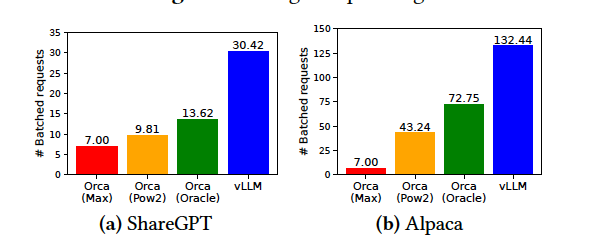 # Batched requests
35
30
25
20
15
10
5
0
7.00
9.81
13.62
30.42
Orca
(Max)
Orca
(Pow2)
Orca
(Oracle)
vLLM
(a) ShareGPT
# Batched requests
150
125
100
75
50
25
0
7.00
43.24
72.75
132.44
Orca
(Max)
Orca
(Pow2)
Orca
(Oracle)
vLLM
(b) Alpaca